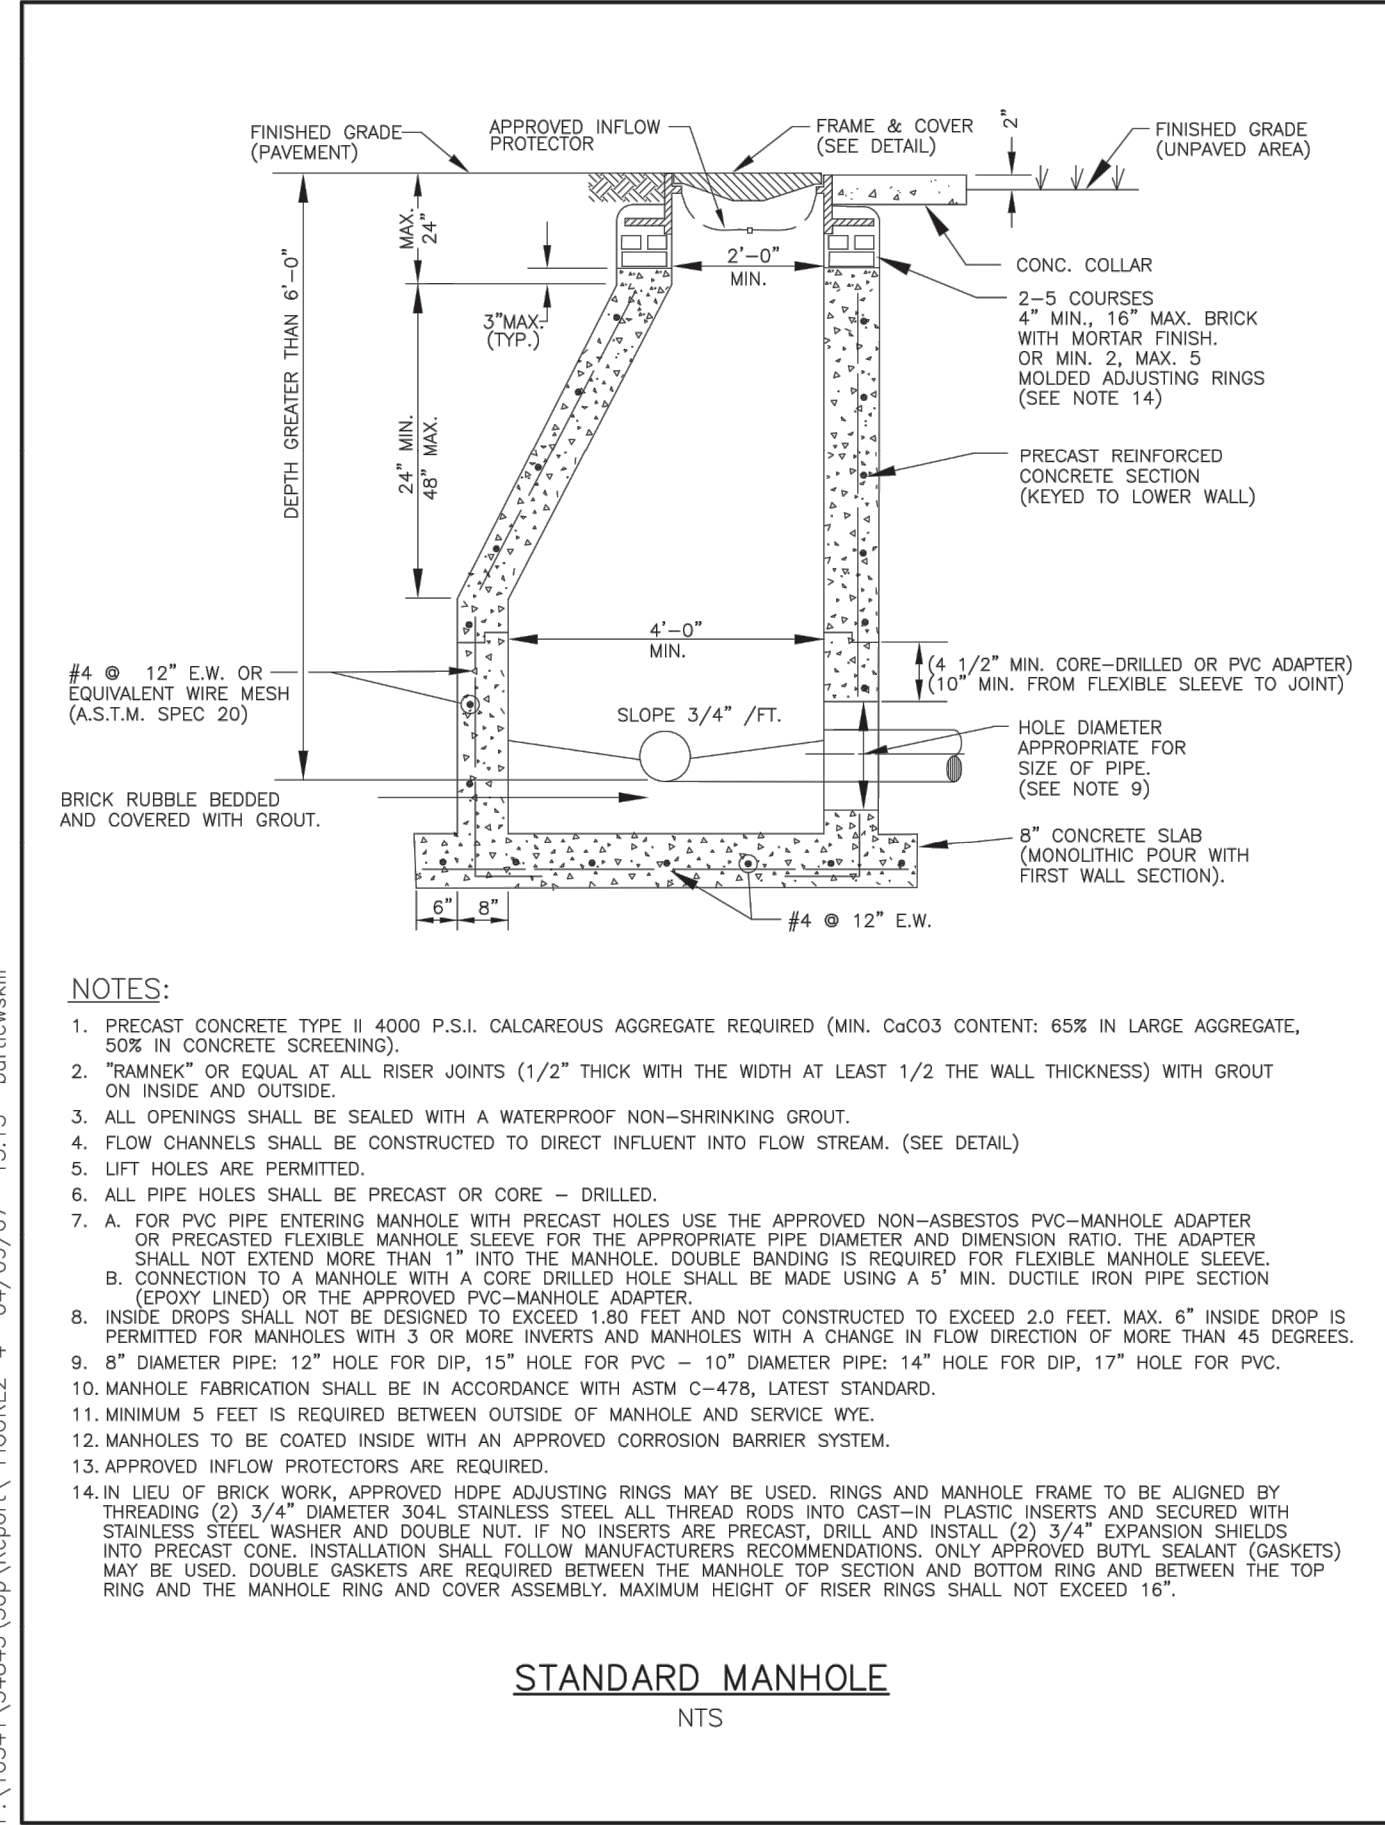 FINISHED GRADE
(PAVEMENT)
APPROVED INFLOW
PROTECTOR
FRAME & COVER
(SEE DETAIL)
2"
FINISHED GRADE
(UNPAVED AREA)
MAX.
24"
2'-0"
MIN.
CONC. COLLAR
3"MAX.
(TYP.)
2-5 COURSES
4" MIN., 16" MAX. BRICK
WITH MORTAR FINISH.
OR MIN. 2, MAX. 5
MOLDED ADJUSTING RINGS
(SEE NOTE 14)
DEPTH GREATER THAN 6'-0"
24" MIN.
48" MAX.
PRECAST REINFORCED
CONCRETE SECTION
(KEYED TO LOWER WALL)
4'-0"
MIN.
#4 @ 12" E.W. OR
EQUIVALENT WIRE MESH
(A.S.T.M. SPEC 20)
(4 1/2" MIN. CORE-DRILLED OR PVC ADAPTER)
(10" MIN. FROM FLEXIBLE SLEEVE TO JOINT)
SLOPE 3/4" /FT.
HOLE DIAMETER
APPROPRIATE FOR
SIZE OF PIPE.
(SEE NOTE 9)
BRICK RUBBLE BEDDED
AND COVERED WITH GROUT.
8" CONCRETE SLAB
(MONOLITHIC POUR WITH
FIRST WALL SECTION).
6"
8"
#4 @ 12" E.W.
NOTES:
1. PRECAST CONCRETE TYPE II 4000 P.S.I. CALCAREOUS AGGREGATE REQUIRED (MIN. CaCO3 CONTENT: 65% IN LARGE AGGREGATE,
50% IN CONCRETE SCREENING).
2. "RAMNEK" OR EQUAL AT ALL RISER JOINTS (1/2" THICK WITH THE WIDTH AT LEAST 1/2 THE WALL THICKNESS) WITH GROUT
ON INSIDE AND OUTSIDE.
3. ALL OPENINGS SHALL BE SEALED WITH A WATERPROOF NON-SHRINKING GROUT.
4. FLOW CHANNELS SHALL BE CONSTRUCTED TO DIRECT INFLUENT INTO FLOW STREAM. (SEE DETAIL)
5. LIFT HOLES ARE PERMITTED.
6. ALL PIPE HOLES SHALL BE PRECAST OR CORE - DRILLED.
7. A. FOR PVC PIPE ENTERING MANHOLE WITH PRECAST HOLES USE THE APPROVED NON-ASBESTOS PVC-MANHOLE ADAPTER
OR PRECASTED FLEXIBLE MANHOLE SLEEVE FOR THE APPROPRIATE PIPE DIAMETER AND DIMENSION RATIO. THE ADAPTER
SHALL NOT EXTEND MORE THAN 1" INTO THE MANHOLE. DOUBLE BANDING IS REQUIRED FOR FLEXIBLE MANHOLE SLEEVE.
B. CONNECTION TO A MANHOLE WITH A CORE DRILLED HOLE SHALL BE MADE USING A 5' MIN. DUCTILE IRON PIPE SECTION
(EPOXY LINED) OR THE APPROVED PVC-MANHOLE ADAPTER.
8. INSIDE DROPS SHALL NOT BE DESIGNED TO EXCEED 1.80 FEET AND NOT CONSTRUCTED TO EXCEED 2.0 FEET. MAX. 6" INSIDE DROP IS
PERMITTED FOR MANHOLES WITH 3 OR MORE INVERTS AND MANHOLES WITH A CHANGE IN FLOW DIRECTION OF MORE THAN 45 DEGREES.
9. 8" DIAMETER PIPE: 12" HOLE FOR DIP, 15" HOLE FOR PVC - 10" DIAMETER PIPE: 14" HOLE FOR DIP, 17" HOLE FOR PVC.
10. MANHOLE FABRICATION SHALL BE IN ACCORDANCE WITH ASTM C-478, LATEST STANDARD.
11. MINIMUM 5 FEET IS REQUIRED BETWEEN OUTSIDE OF MANHOLE AND SERVICE WYE.
12. MANHOLES TO BE COATED INSIDE WITH AN APPROVED CORROSION BARRIER SYSTEM.
13. APPROVED INFLOW PROTECTORS ARE REQUIRED.
14. IN LIEU OF BRICK WORK, APPROVED HDPE ADJUSTING RINGS MAY BE USED. RINGS AND MANHOLE FRAME TO BE ALIGNED BY
THREADING (2) 3/4" DIAMETER 304L STAINLESS STEEL ALL THREAD RODS INTO CAST-IN PLASTIC INSERTS AND SECURED WITH
STAINLESS STEEL WASHER AND DOUBLE NUT. IF NO INSERTS ARE PRECAST, DRILL AND INSTALL (2) 3/4" EXPANSION SHIELDS
INTO PRECAST CONE. INSTALLATION SHALL FOLLOW MANUFACTURERS RECOMMENDATIONS. ONLY APPROVED BUTYL SEALANT (GASKETS)
MAY BE USED. DOUBLE GASKETS ARE REQUIRED BETWEEN THE MANHOLE TOP SECTION AND BOTTOM RING AND BETWEEN THE TOP
RING AND THE MANHOLE RING AND COVER ASSEMBLY. MAXIMUM HEIGHT OF RISER RINGS SHALL NOT EXCEED 16".
STANDARD MANHOLE
NTS